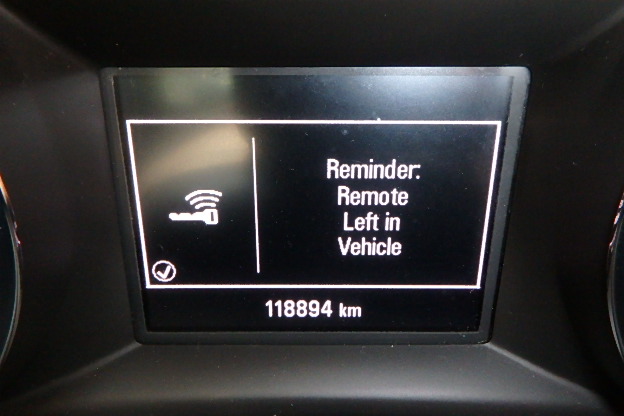 Reminder:
Remote
Left in
Vehicle
118894 km